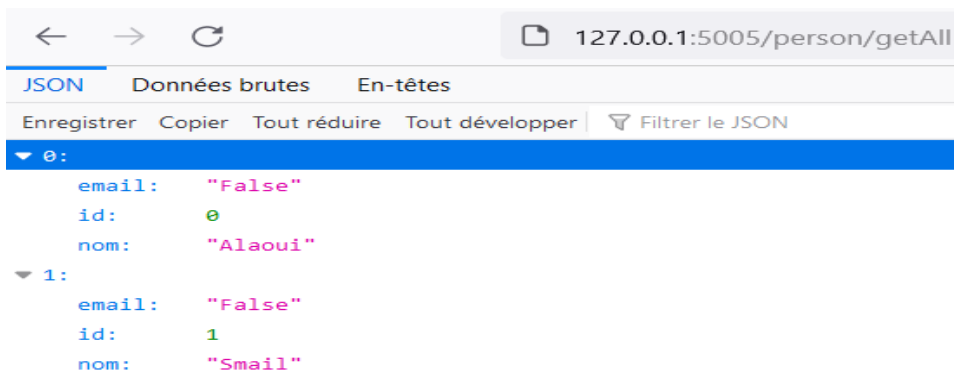 127.0.0.1:5005/person/getAll
JSON Données brutes En-têtes
Enregistrer Copier Tout réduire Tout développer Filtrer le JSON
0:
email: "False"
id: 0
nom: "Alaoui"
1:
email: "False"
id: 1
nom: "Smail"